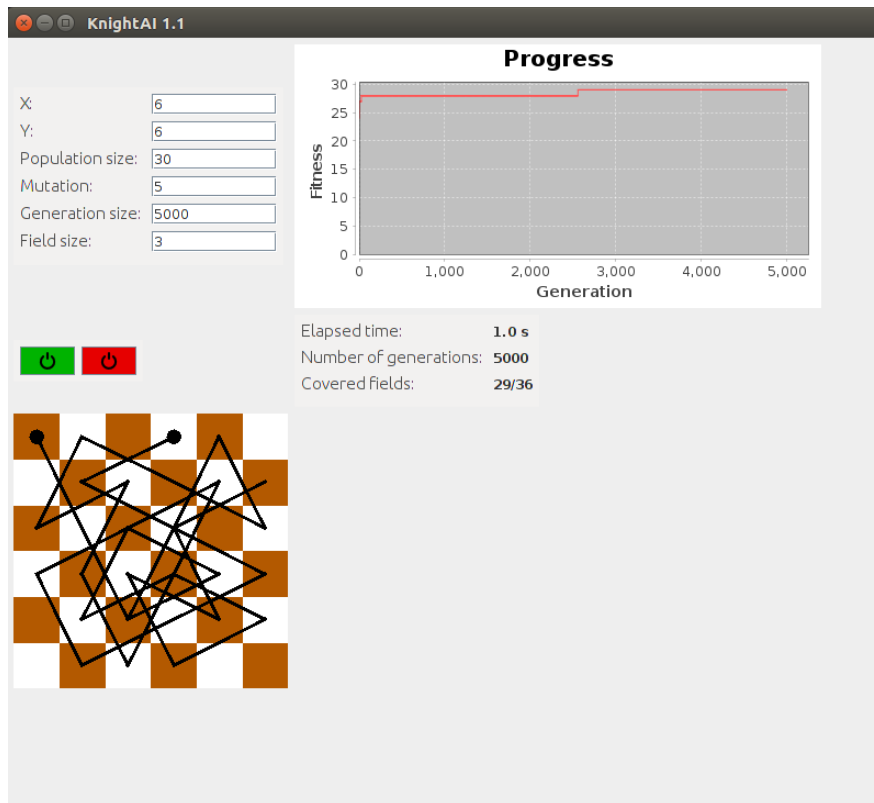 KnightAI 1.1
X: 6
Y: 6
Population size: 30
Mutation: 5
Generation size: 5000
Field size: 3
Progress
30
25
20
15
10
5
0
Fitness
0 1,000 2,000 3,000 4,000 5,000
Generation
Elapsed time: 1.0 s
Number of generations: 5000
Covered fields: 29/36